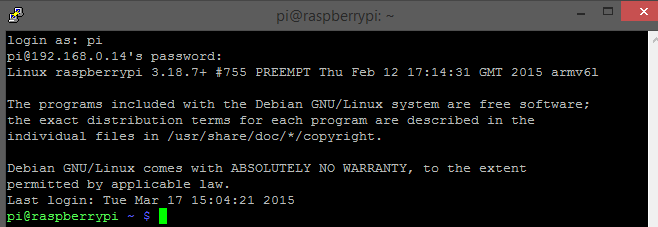 pi@raspberrypi: ~
login as: pi
pi@192.168.0.14's password:
Linux raspberrypi 3.18.7+ #755 PREEMPT Thu Feb 12 17:14:31 GMT 2015 armv6l
The programs included with the Debian GNU/Linux system are free software;
the exact distribution terms for each program are described in the
individual files in /usr/share/doc/*/copyright.
Debian GNU/Linux comes with ABSOLUTELY NO WARRANTY, to the extent
permitted by applicable law.
Last login: Tue Mar 17 15:04:21 2015
pi@raspberrypi ~ $